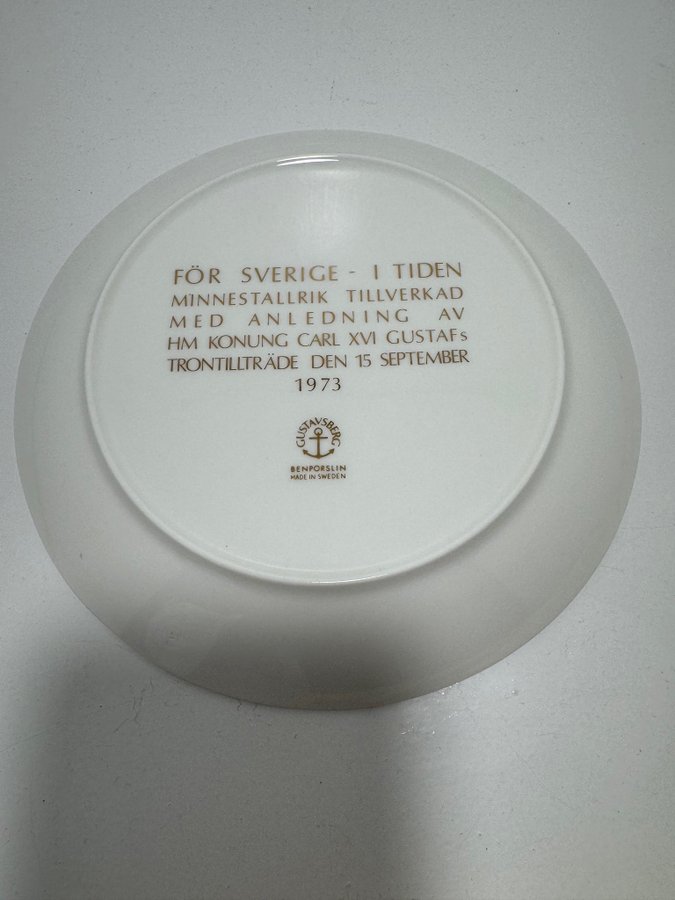 FÖR SVERIGE - I TIDEN
MINNESTALLRIK TILLVERKAD
MED ANLEDNING AV
HM KONUNG CARL XVI GUSTAFs
TRONTILLTRÄDE DEN 15 SEPTEMBER
1973
GUSTAVSBERG
BENPORSLIN
MADE IN SWEDEN